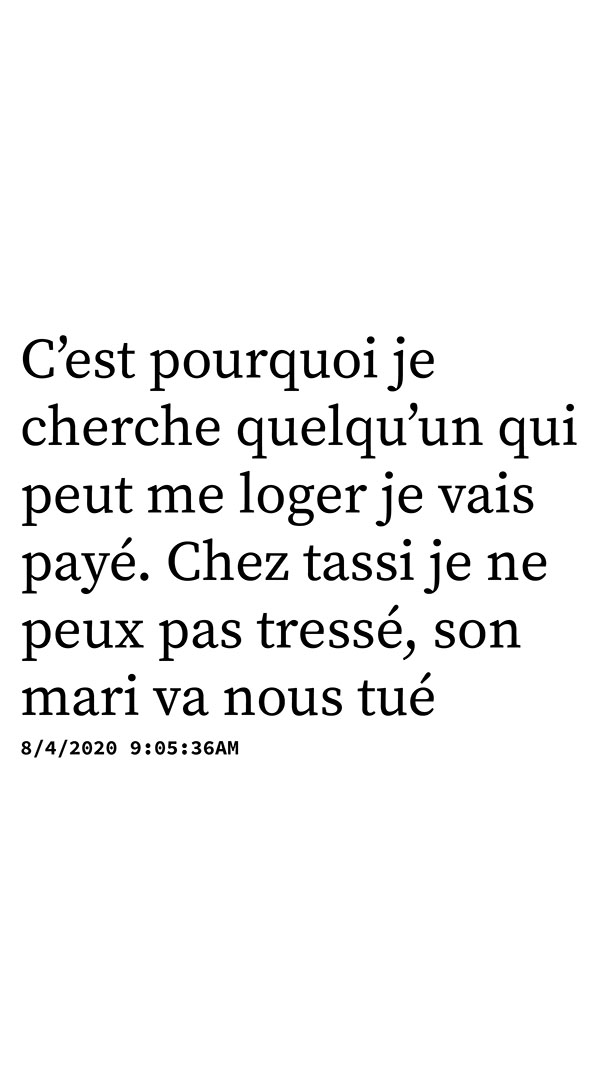 C’est pourquoi je
cherche quelqu’un qui
peut me loger je vais
payé. Chez tassi je ne
peux pas tressé, son
mari va nous tué
8/4/2020 9:05:36AM